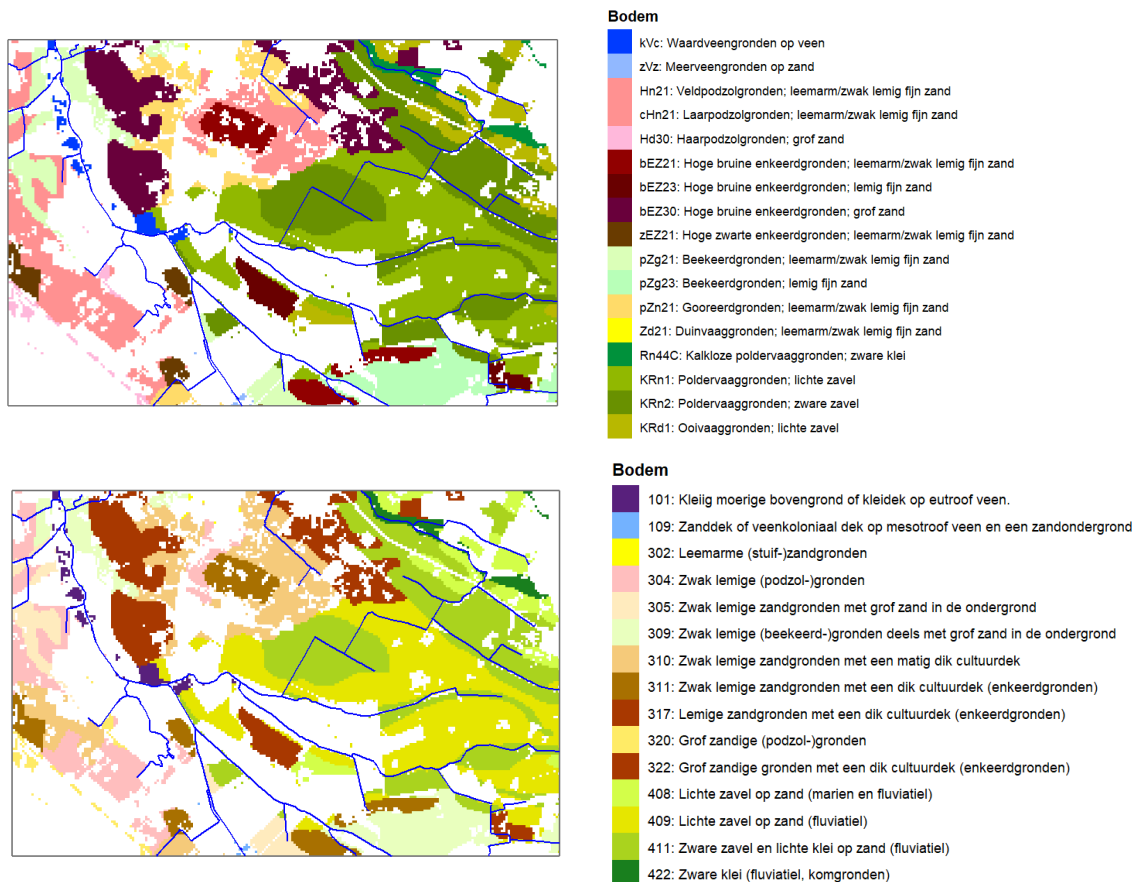 Bodem
kVc: Waardveengronden op veen
zVz: Meerveengronden op zand
Hn21: Veldpodzolgronden; leemarm/zwak lemig fijn zand
cHn21: Laarpodzolgronden; leemarm/zwak lemig fijn zand
Hd30: Haarpodzolgronden; grof zand
bEZ21: Hoge bruine enkeerdgronden; leemarm/zwak lemig fijn zand
bEZ23: Hoge bruine enkeerdgronden; lemig fijn zand
bEZ30: Hoge bruine enkeerdgronden; grof zand
zEZ21: Hoge zwarte enkeerdgronden; leemarm/zwak lemig fijn zand
pZg21: Beekeerdgronden; leemarm/zwak lemig fijn zand
pZg23: Beekeerdgronden; lemig fijn zand
pZn21: Gooreerdgronden; leemarm/zwak lemig fijn zand
Zd21: Duinvaaggronden; leemarm/zwak lemig fijn zand
Rn44C: Kalkloze poldervaaggronden; zware klei
KRn1: Poldervaaggronden; lichte zavel
KRn2: Poldervaaggronden; zware zavel
KRd1: Ooivaaggronden; lichte zavel
Bodem
101: Kleiig moerige bovengrond of kleidek op eutroof veen.
109: Zanddek of veenkoloniaal dek op mesotroof veen en een zandondergrond
302: Leemarme (stuif-)zandgronden
304: Zwak lemige (podzol-)gronden
305: Zwak lemige zandgronden met grof zand in de ondergrond
309: Zwak lemige (beekeerd-)gronden deels met grof zand in de ondergrond
310: Zwak lemige zandgronden met een matig dik cultuurdek
311: Zwak lemige zandgronden met een dik cultuurdek (enkeerdgronden)
317: Lemige zandgronden met een dik cultuurdek (enkeerdgronden)
320: Grof zandige (podzol-)gronden
322: Grof zandige gronden met een dik cultuurdek (enkeerdgronden)
408: Lichte zavel op zand (marien en fluviatiel)
409: Lichte zavel op zand (fluviatiel)
411: Zware zavel en lichte klei op zand (fluviatiel)
422: Zware klei (fluviatiel, komgronden)